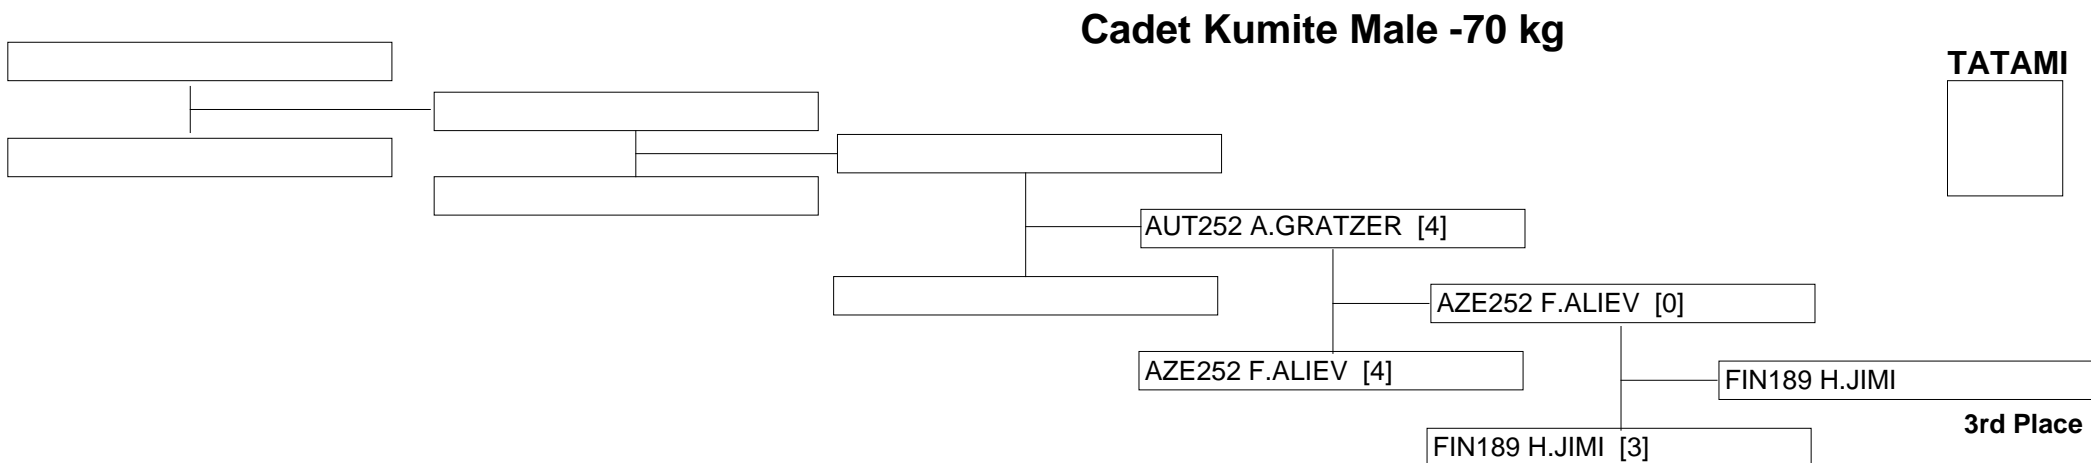 Cadet Kumite Male -70 kg
TATAMI
AUT252 A.GRATZER [4]
AZE252 F.ALIEV [0]
AZE252 F.ALIEV [4]
FIN189 H.JIMI
3rd Place
FIN189 H.JIMI [3]